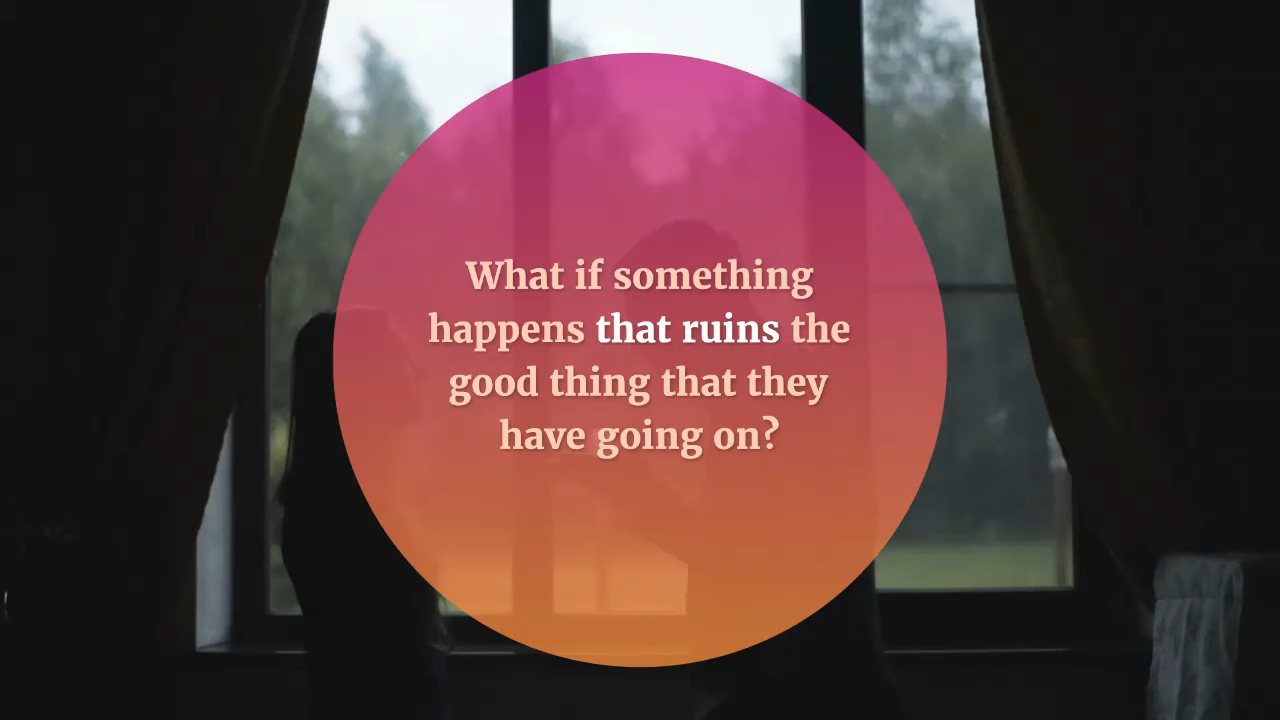 What if something
happens that ruins the
good thing that they
have going on?